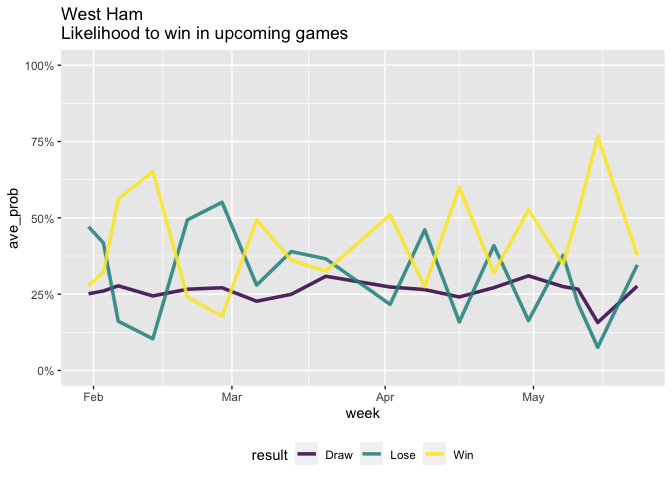 West Ham
Likelihood to win in upcoming games
100%
75%
50%
25%
0%
ave_prob
Feb Mar Apr May
week
result Draw Lose Win